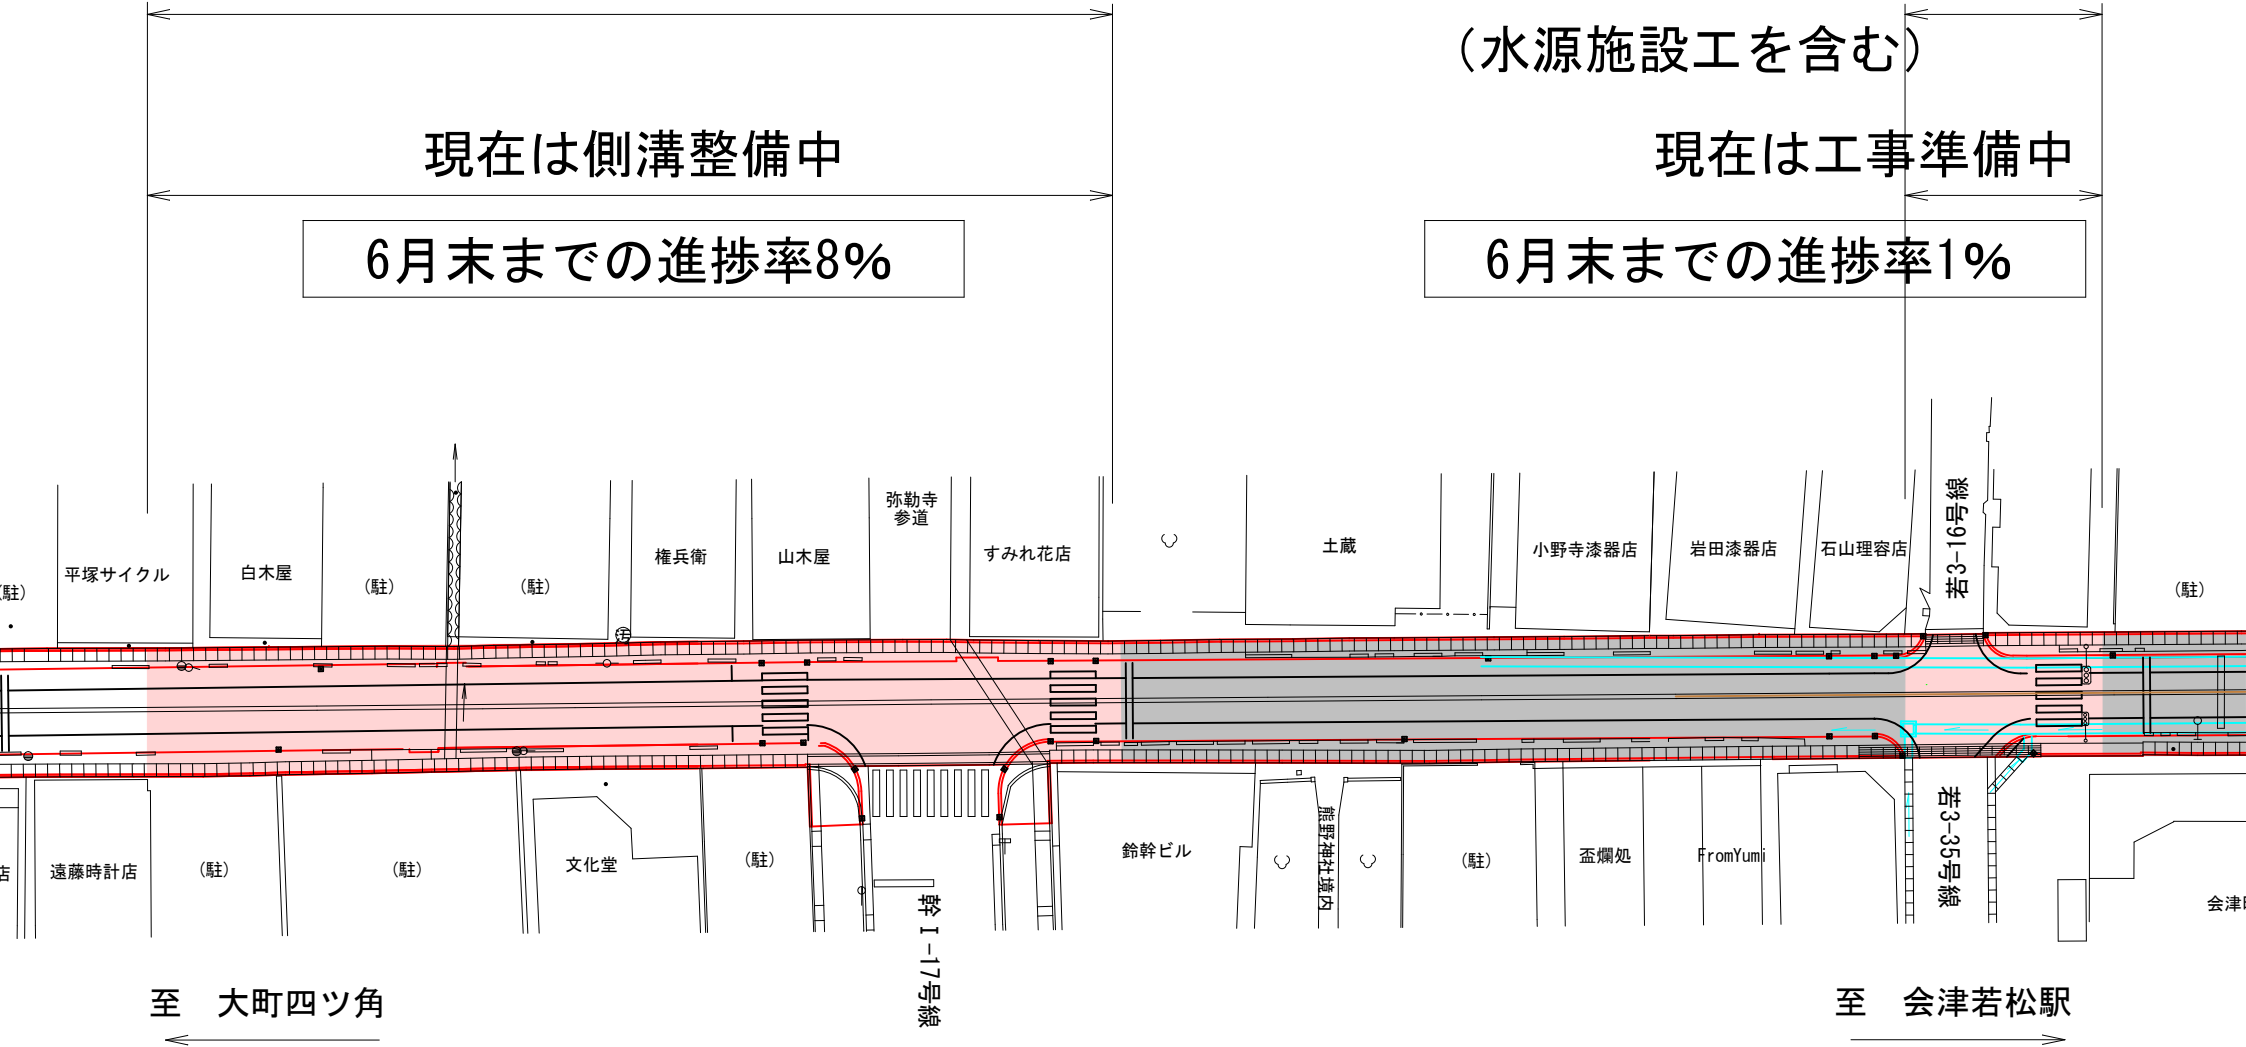 (水源施設工を含む)
現在は側溝整備中
現在は工事準備中
6月末までの進捗率8%
6月末までの進捗率1%
弥勒寺
参道
若3-16号線
平塚サイクル
白木屋
(駐)
(駐)
権兵衛
山木屋
すみれ花店
土蔵
小野寺漆器店
岩田漆器店
石山理容店
(駐)
(駐)
汚
店
遠藤時計店
(駐)
(駐)
文化堂
(駐)
幹Ⅰ-17号線
鈴幹ビル
熊野神社境内
(駐)
盃爛処
FromYumi
若3-35号線
会津
至 大町四ツ角
至 会津若松駅